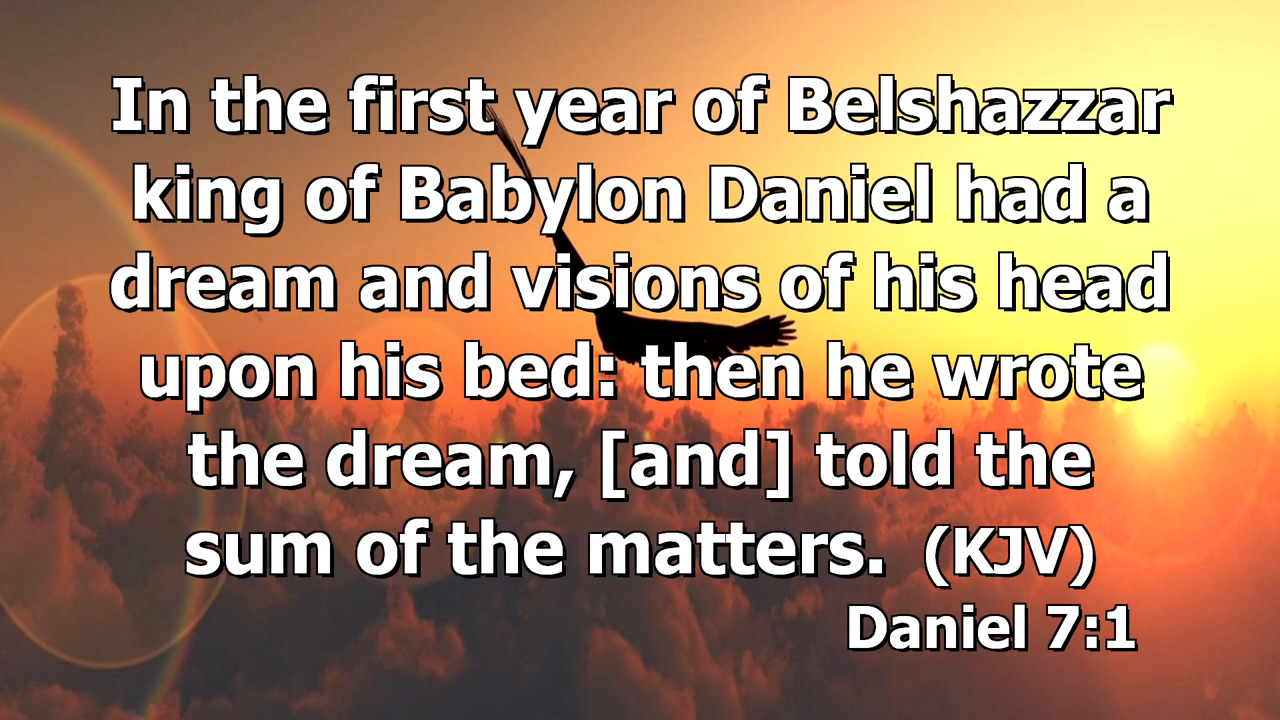 In the first year of Belshazzar
king of Babylon Daniel had a
dream and visions of his head
upon his bed: then he wrote
the dream, [and] told the
sum of the matters.  (KJV)
Daniel 7:1